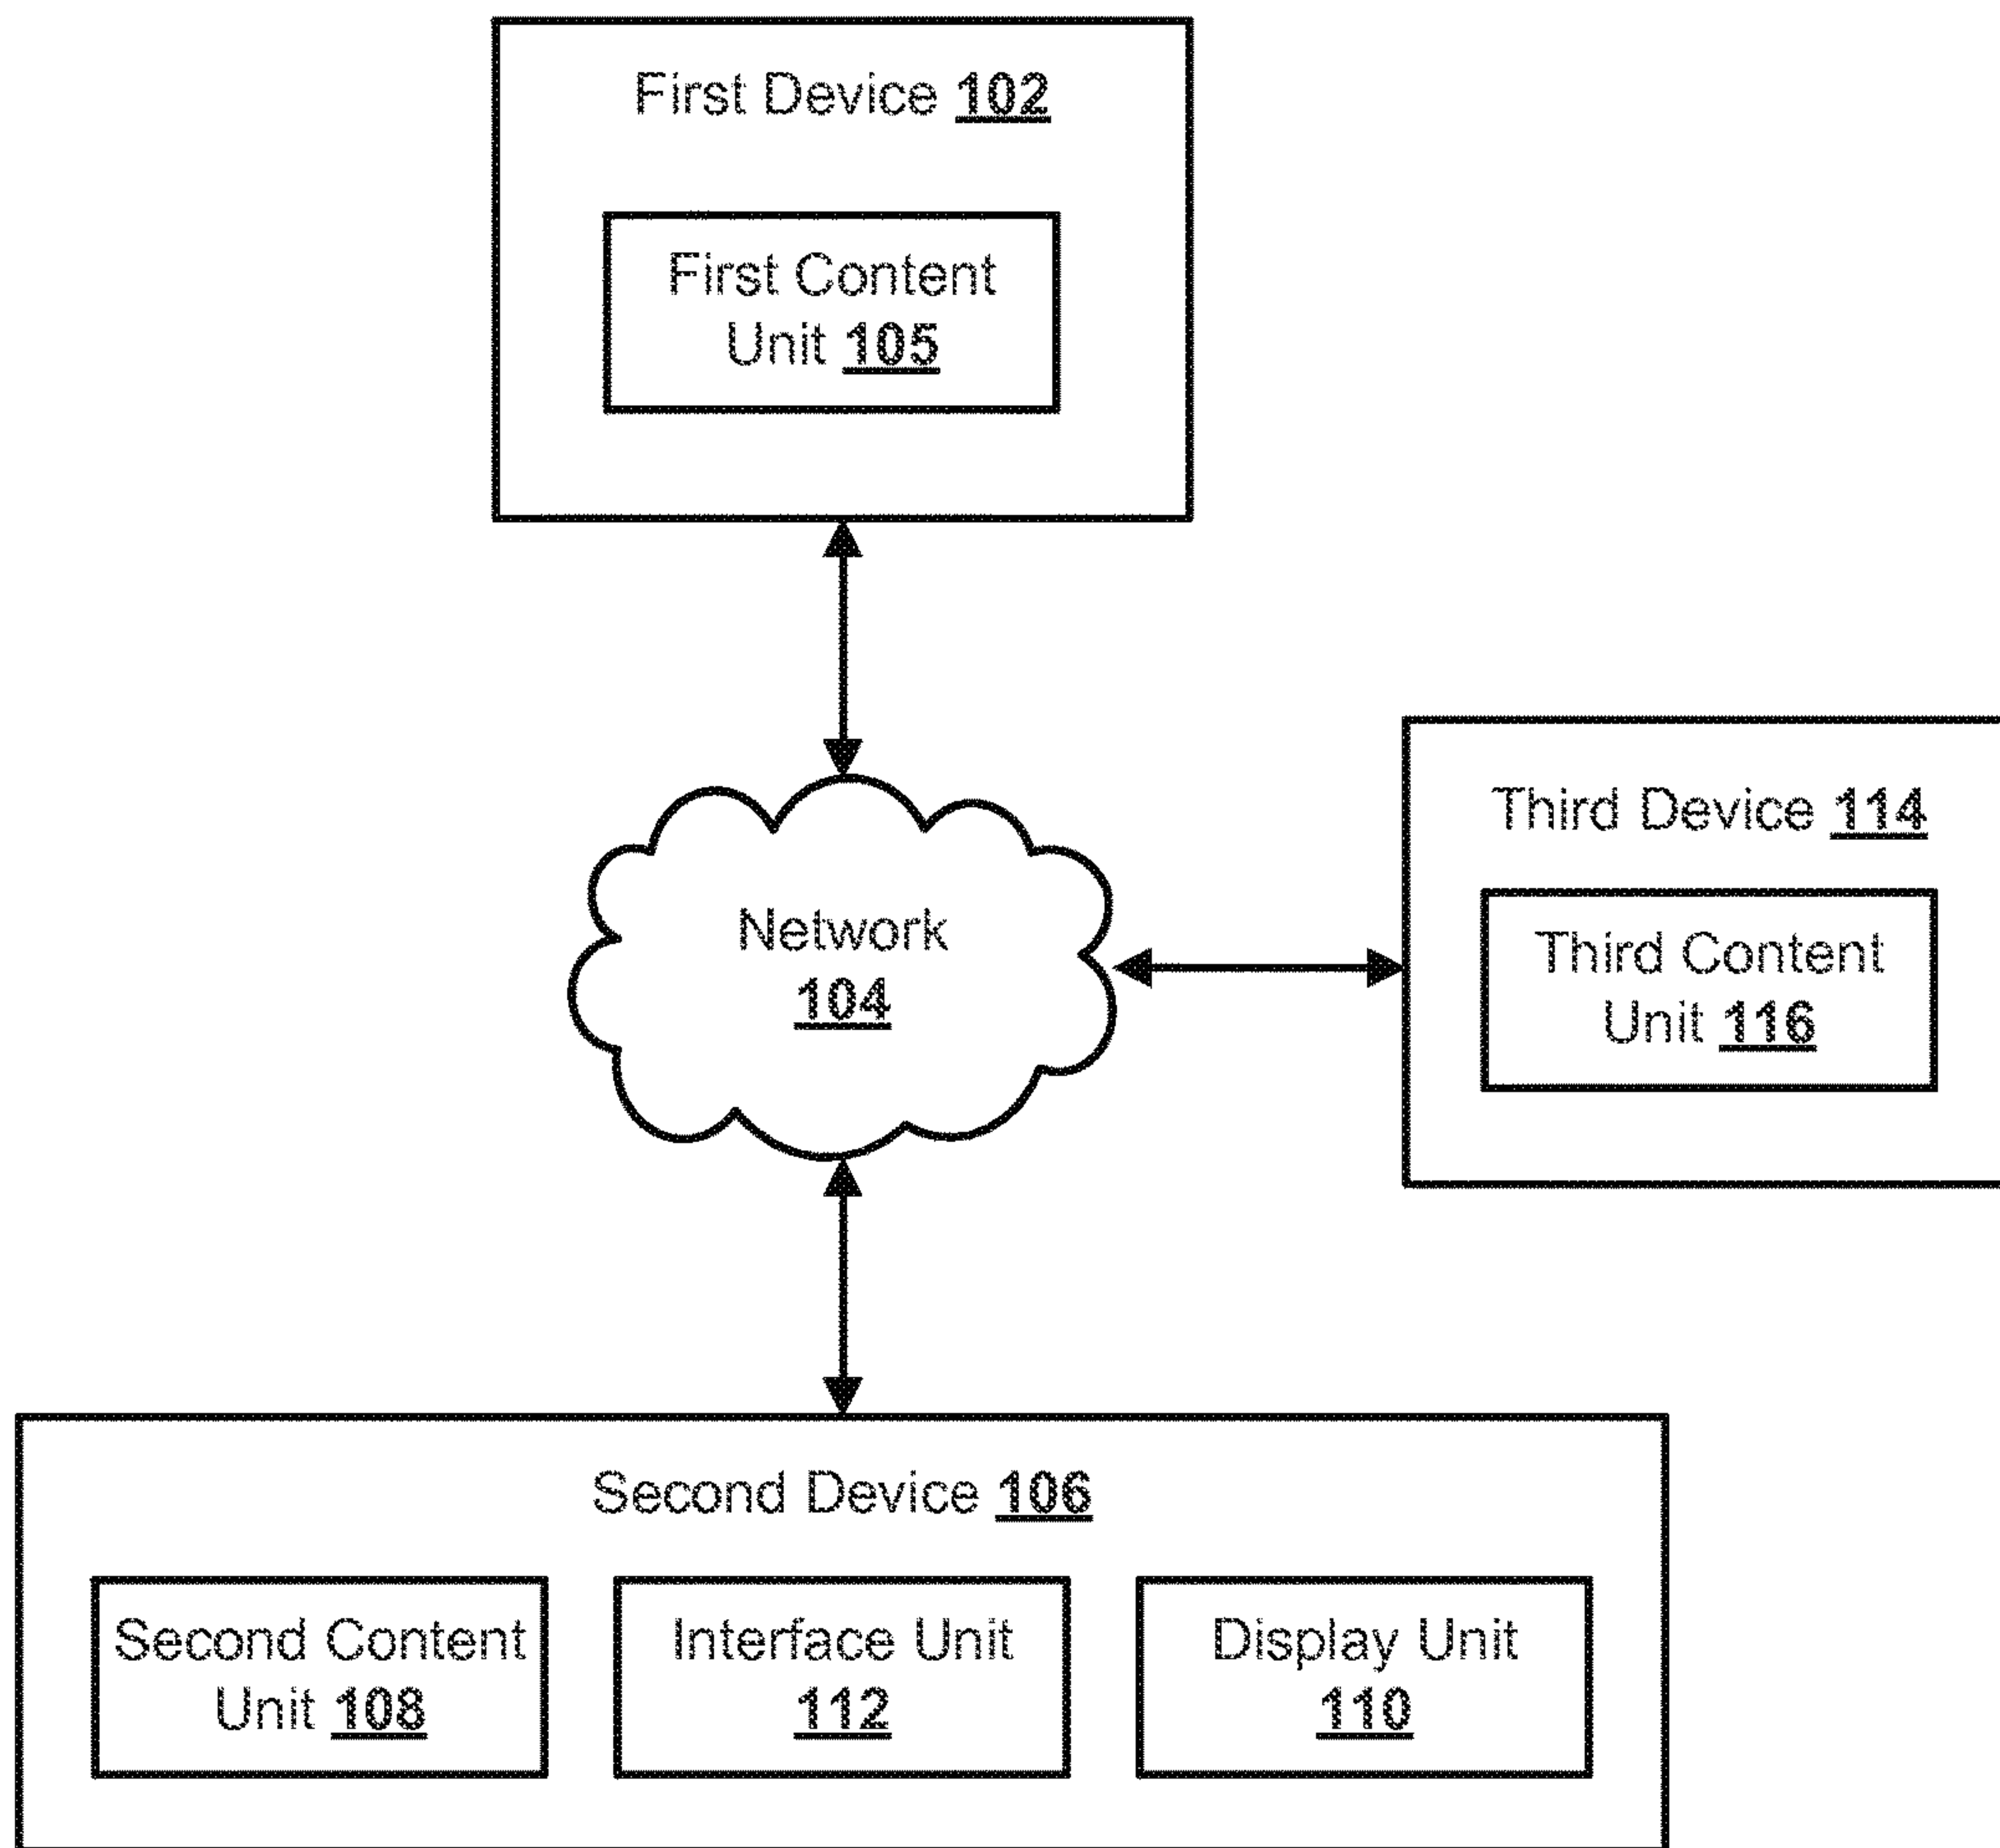 First Device 102
First Content
Unit 105
Network
104
Third Device 114
Third Content
Unit 116
Second Device 106
Second Content
Unit 108
Interface Unit
112
Display Unit
110